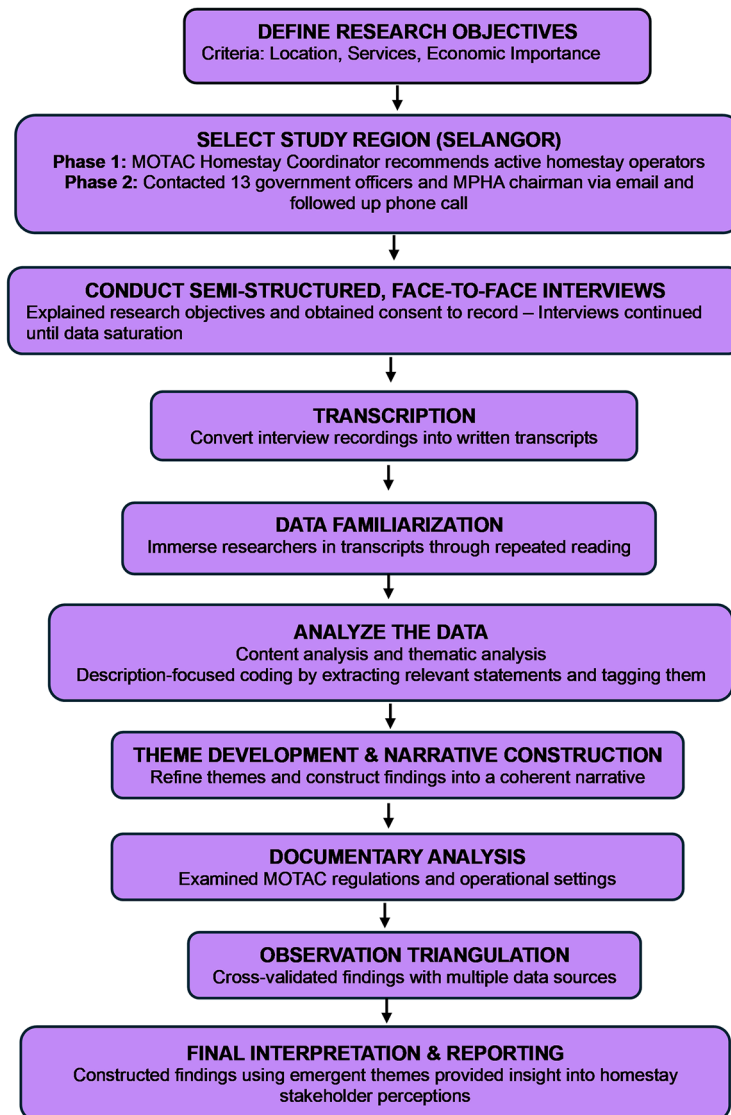 DEFINE RESEARCH OBJECTIVES
Criteria: Location, Services, Economic Importance
SELECT STUDY REGION (SELANGOR)
Phase 1: MOTAC Homestay Coordinator recommends active homestay operators
Phase 2: Contacted 13 government officers and MPHA chairman via email and
followed up phone call
CONDUCT SEMI-STRUCTURED, FACE-TO-FACE INTERVIEWS
Explained research objectives and obtained consent to record – Interviews continued
until data saturation
TRANSCRIPTION
Convert interview recordings into written transcripts
DATA FAMILIARIZATION
Immerse researchers in transcripts through repeated reading
ANALYZE THE DATA
Content analysis and thematic analysis
Description-focused coding by extracting relevant statements and tagging them
THEME DEVELOPMENT & NARRATIVE CONSTRUCTION
Refine themes and construct findings into a coherent narrative
DOCUMENTARY ANALYSIS
Examined MOTAC regulations and operational settings
OBSERVATION TRIANGULATION
Cross-validated findings with multiple data sources
FINAL INTERPRETATION & REPORTING
Constructed findings using emergent themes provided insight into homestay
stakeholder perceptions